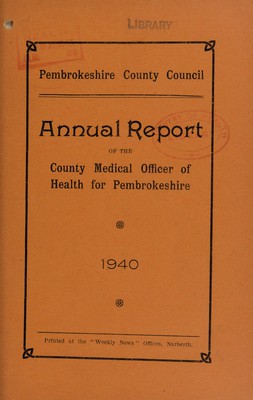 LIBRARY
Pembrokeshire County Council
Annual Report
OF THE
County Medical Officer of
Health for Pembrokeshire
1940
Printed at the "Weekly News" Offices, Narberth.